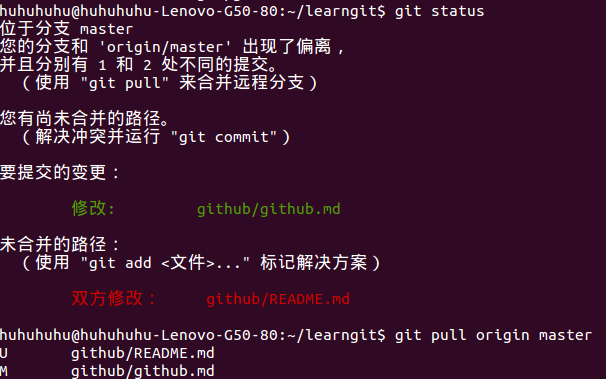 huhuhuhu@huhuhuhu-Lenovo-G50-80:~/learngit$ git status
位于分支 master
您的分支和 'origin/master' 出现了偏离，
并且分别有 1 和 2 处不同的提交。
（使用 "git pull" 来合并远程分支）
您有尚未合并的路径。
（解决冲突并运行 "git commit"）
要提交的变更：
修改: github/github.md
未合并的路径：
（使用 "git add <文件>..." 标记解决方案）
双方修改： github/README.md
huhuhuhu@huhuhuhu-Lenovo-G50-80:~/learngit$ git pull origin master
U github/README.md
M github/github.md